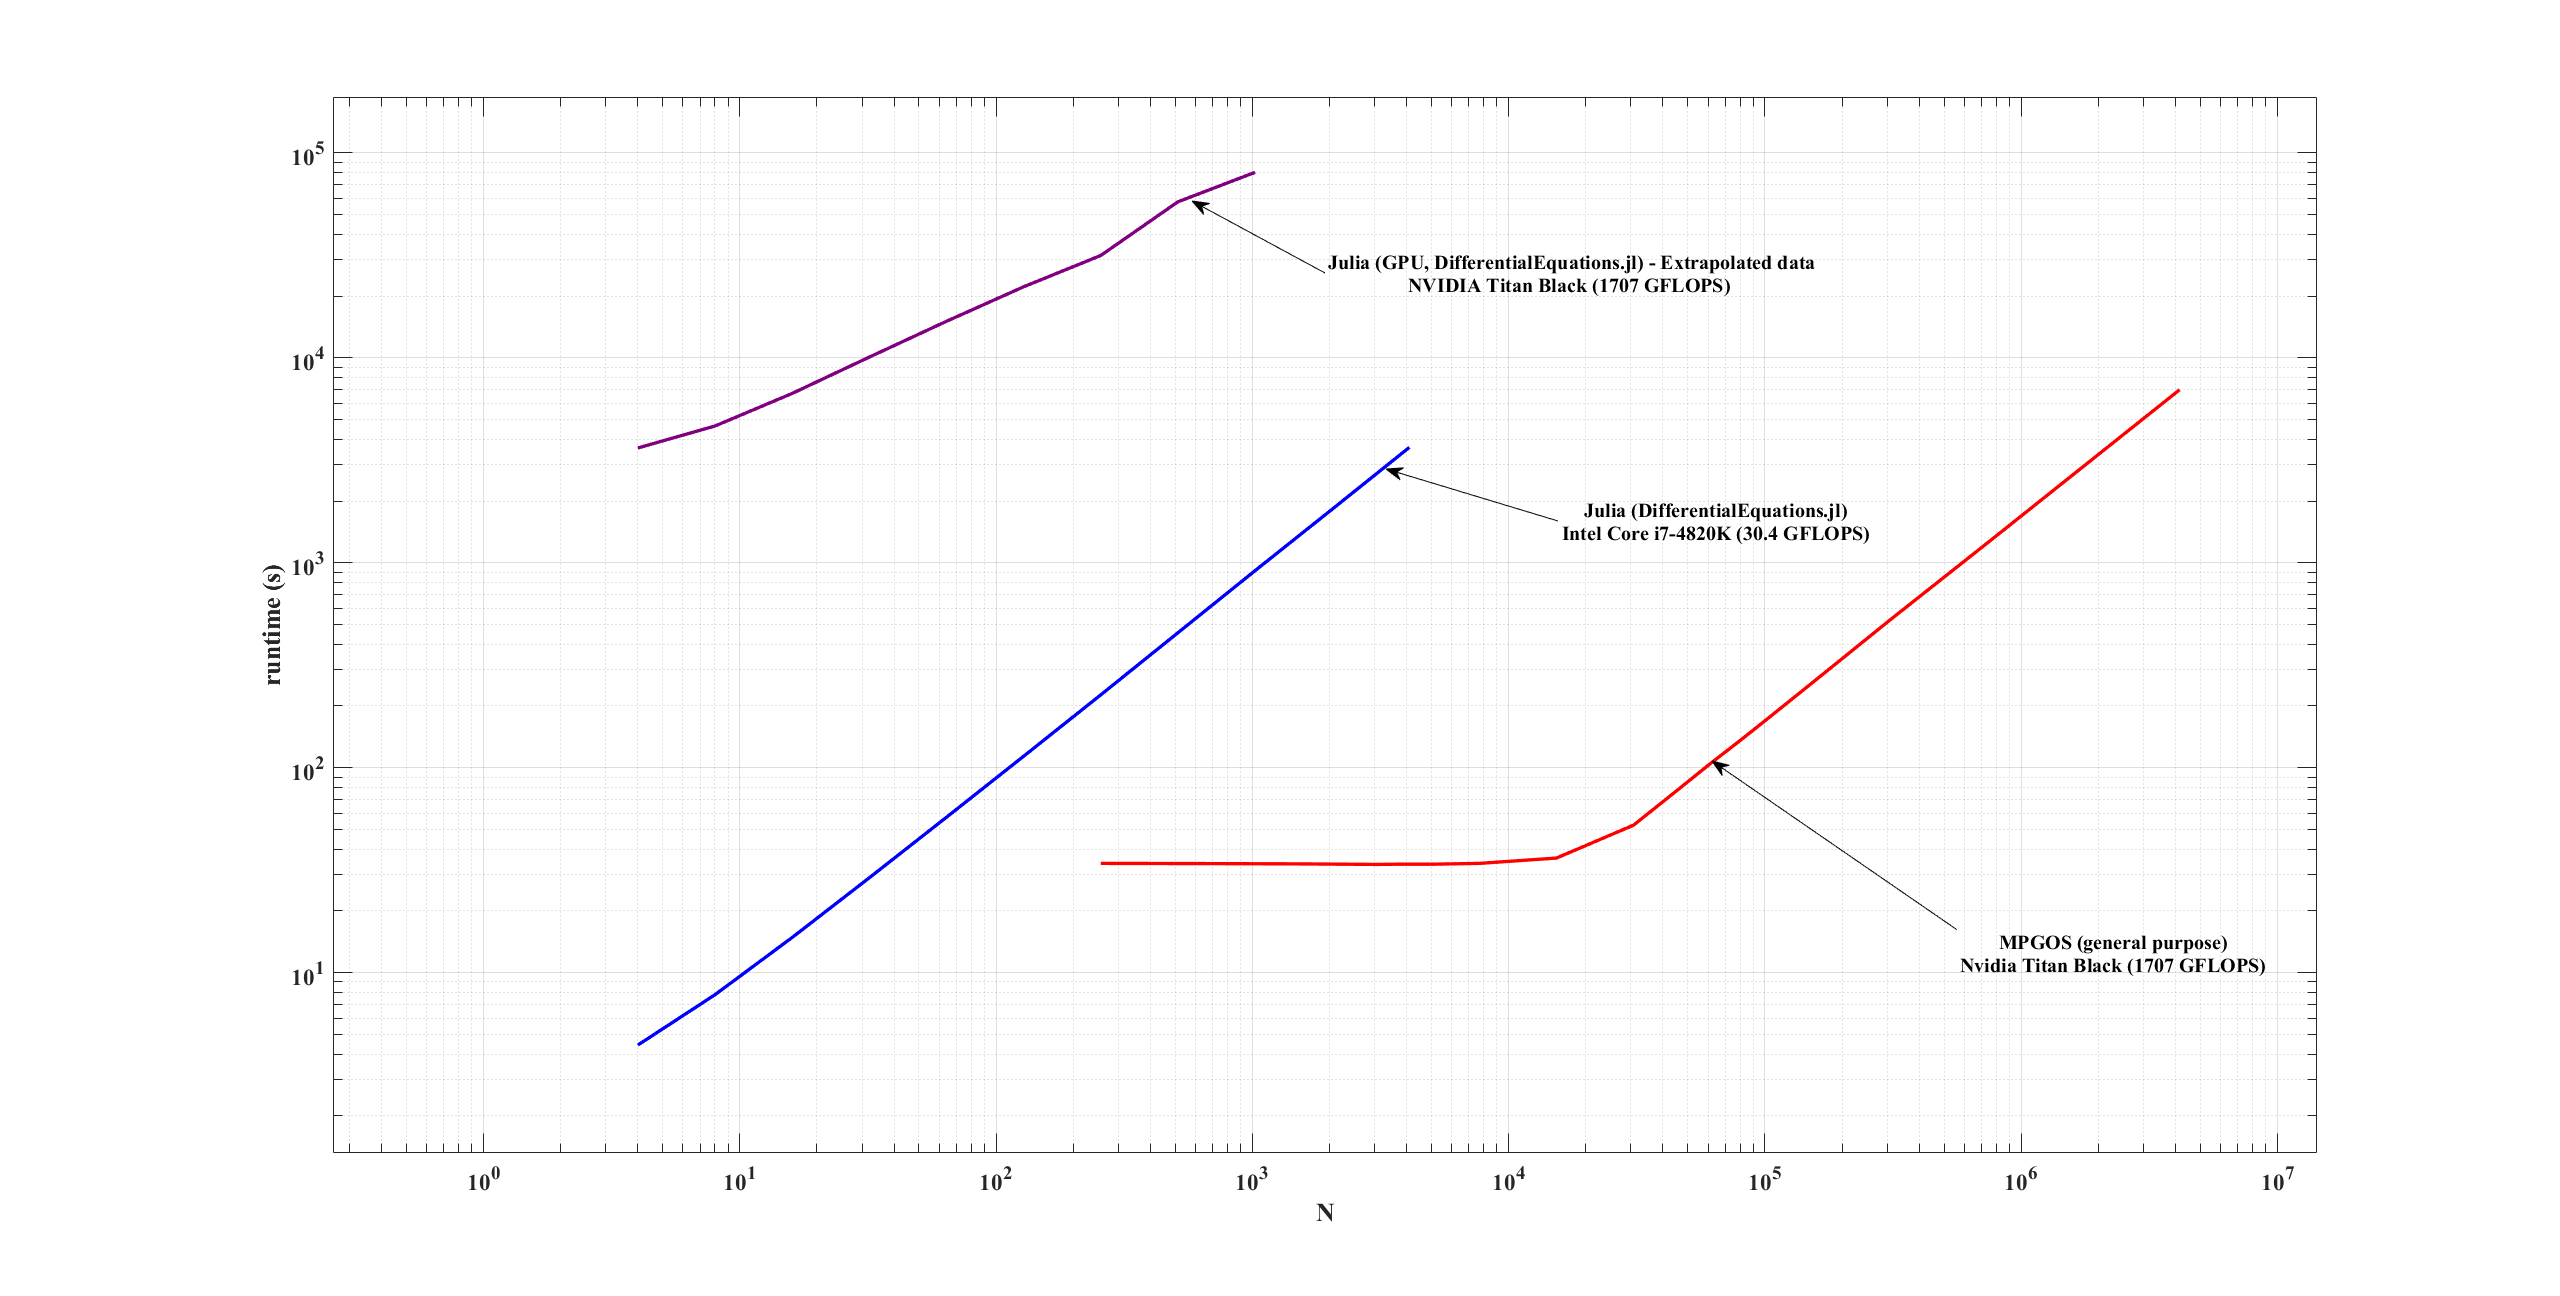 10^5
Julia (GPU, DifferentialEquations.jl) - Extrapolated data
NVIDIA Titan Black (1707 GFLOPS)
10^4
Julia (DifferentialEquations.jl)
Intel Core i7-4820K (30.4 GFLOPS)
10^3
runtime (s)
10^2
MPGOS (general purpose)
Nvidia Titan Black (1707 GFLOPS)
10^1
10^0 10^1 10^2 10^3 10^4 10^5 10^6 10^7
N